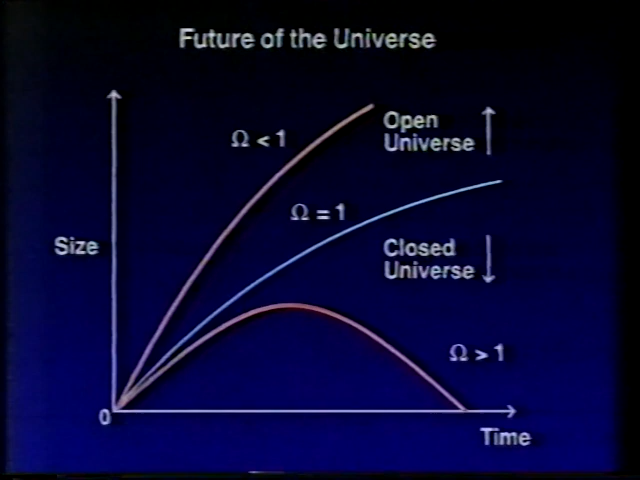 Future of the Universe
Ω < 1
Open
Universe
Ω = 1
Size
Closed
Universe
Ω > 1
0
Time